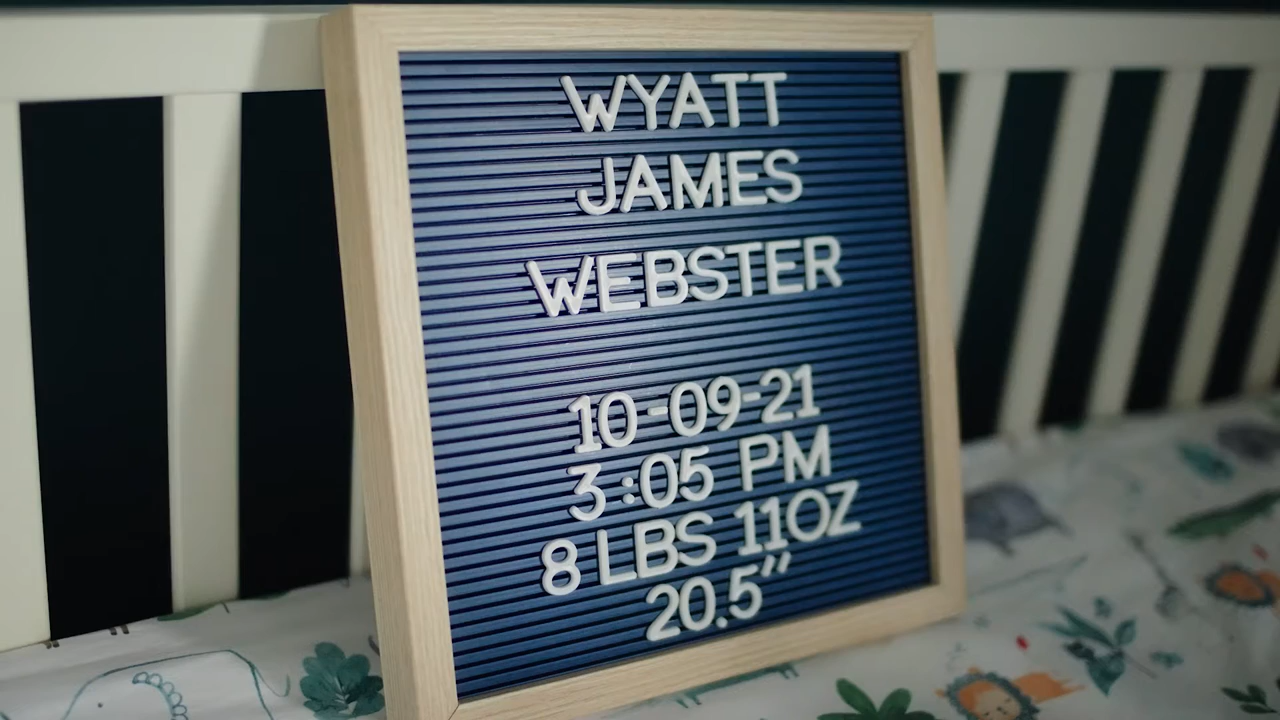 WYATT
JAMES
WEBSTER
10-09-21
3:05 PM
8 LBS 11OZ
20.5"